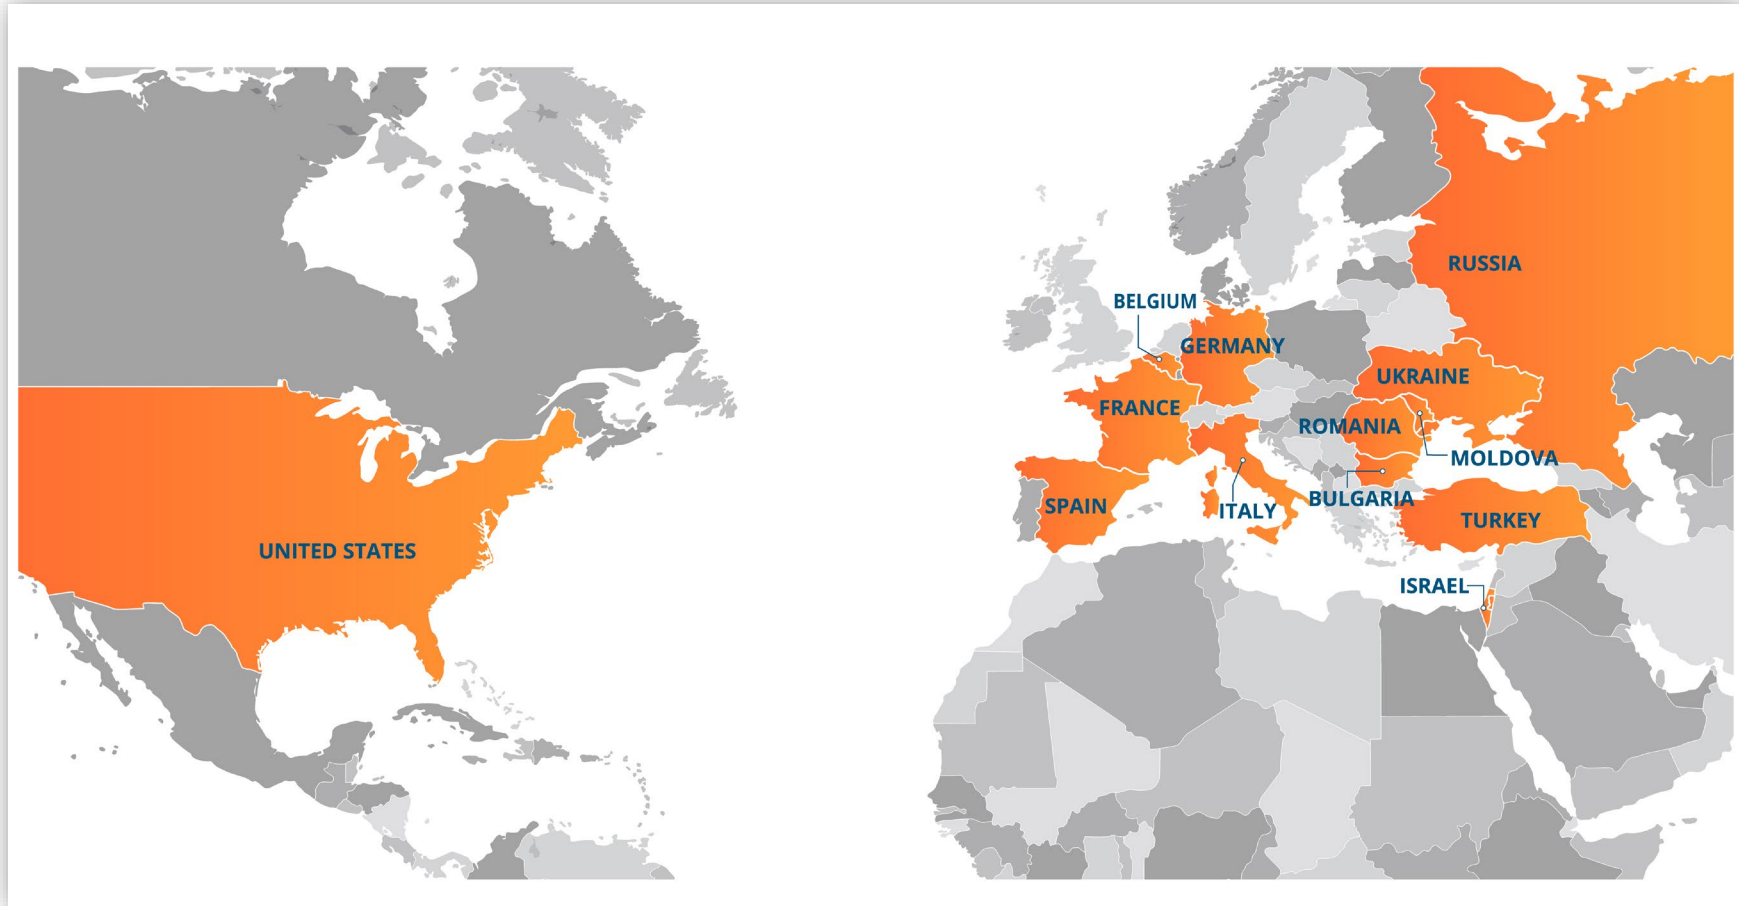 RUSSIA
BELGIUM
GERMANY
UKRAINE
FRANCE
ROMANIA
MOLDOVA
BULGARIA
SPAIN
ITALY
TURKEY
UNITED STATES
ISRAEL